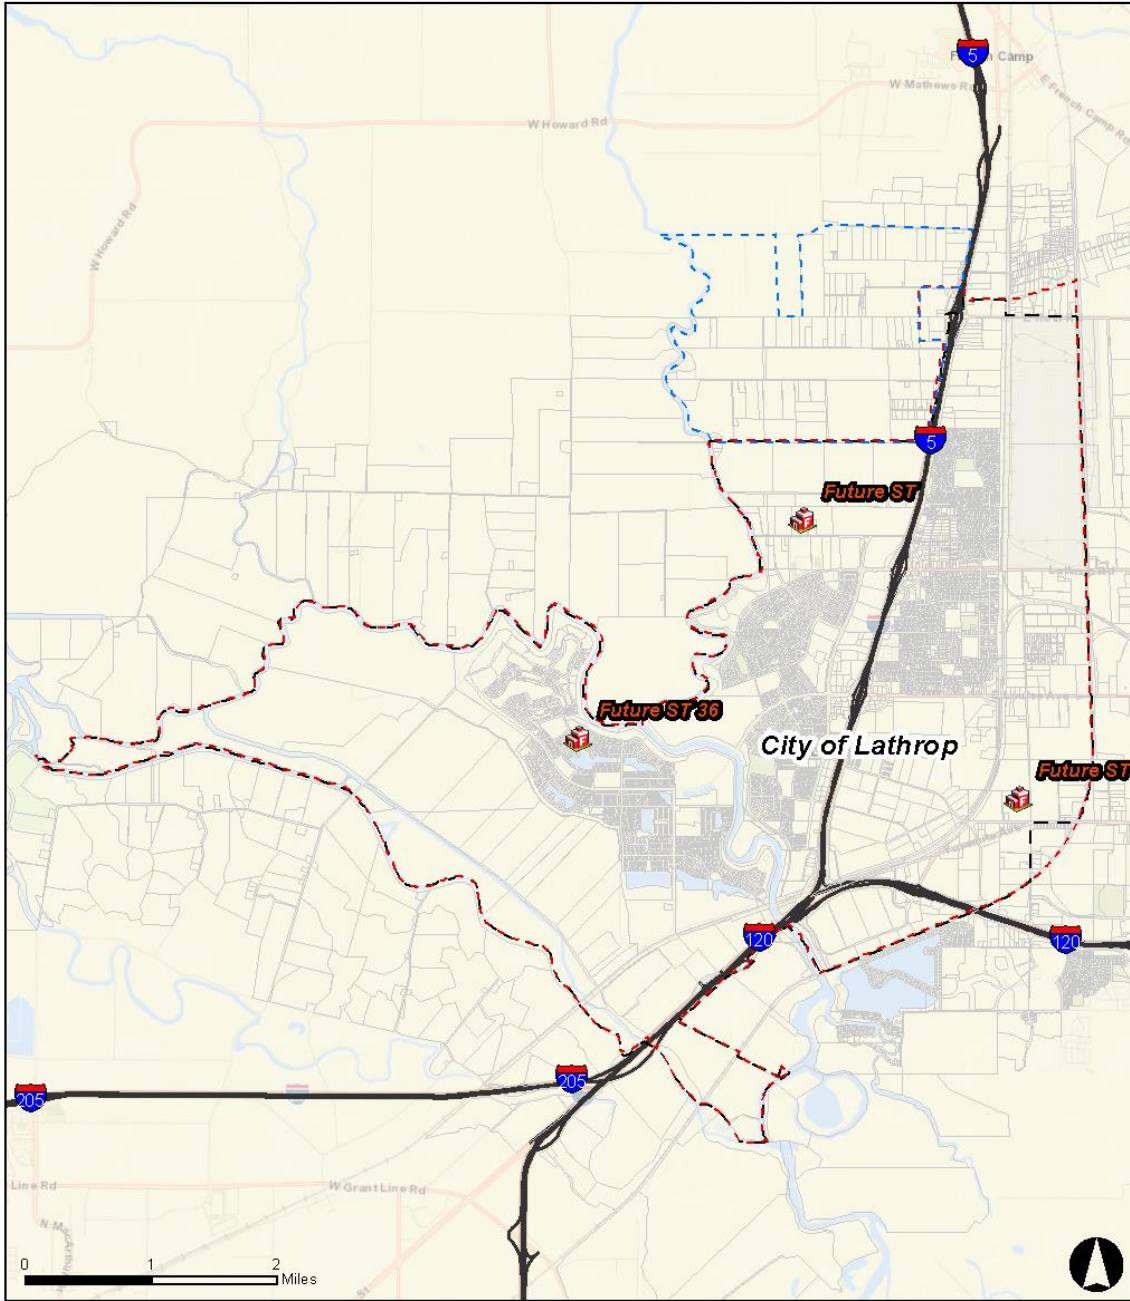 5
Camp
W Mathews Rd
E French Camp Rd
W Howard Rd
W Howard Rd
5
Future ST
Future ST 36
City of Lathrop
Future ST
120
120
205
205
Line Rd
W Grant Line Rd
0 1 2
Miles